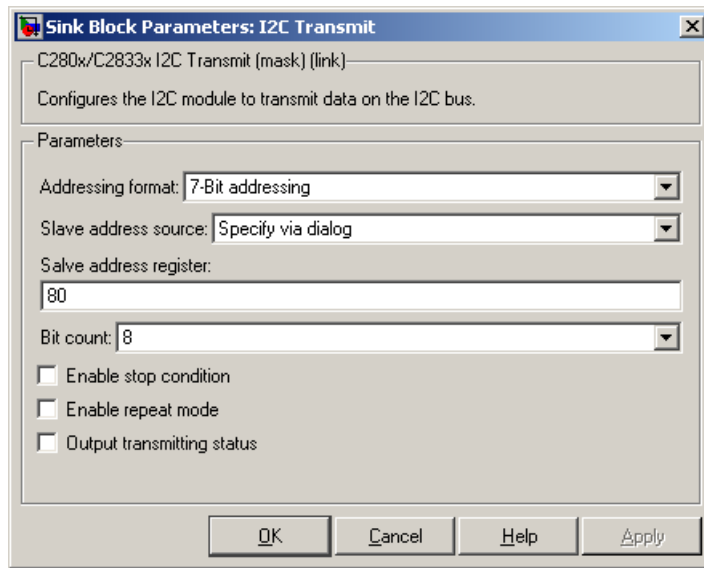 Sink Block Parameters: I2C Transmit
C280x/C2833x I2C Transmit (mask) (link)
Configures the I2C module to transmit data on the I2C bus.
Parameters
Addressing format: 7-Bit addressing
Slave address source: Specify via dialog
Salve address register:
80
Bit count: 8
Enable stop condition
Enable repeat mode
Output transmitting status
OK Cancel Help Apply